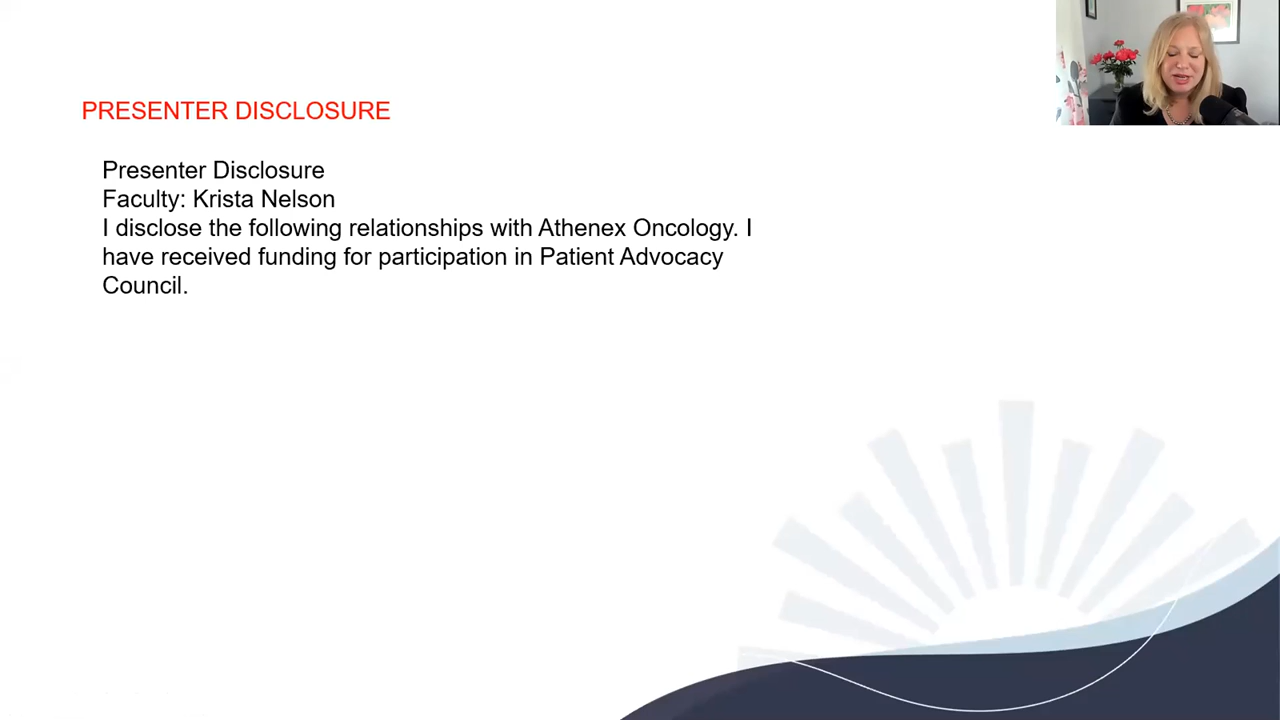 PRESENTER DISCLOSURE
Presenter Disclosure
Faculty: Krista Nelson
I disclose the following relationships with Athenex Oncology. I
have received funding for participation in Patient Advocacy
Council.